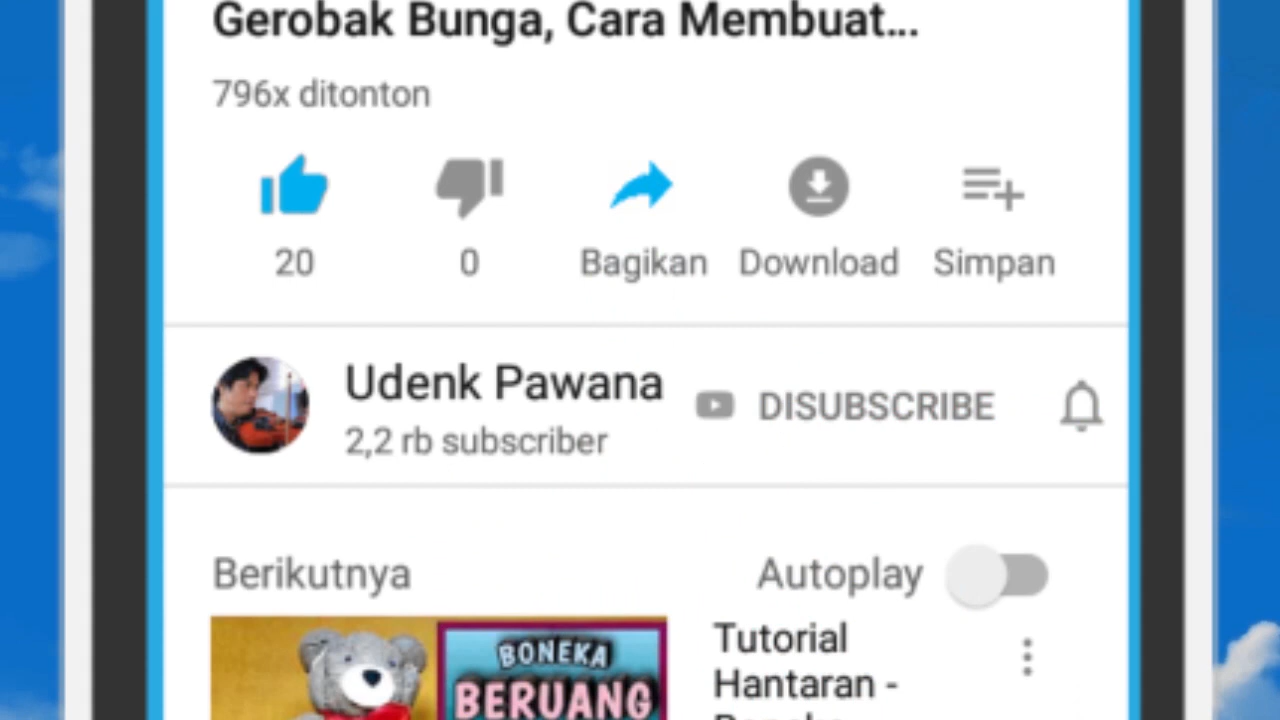 Gerobak Bunga, Cara Membuat...
796x ditonton
20
0
Bagikan
Download
Simpan
Udenk Pawana
DISUBSCRIBE
2,2 rb subscriber
Berikutnya
Autoplay
BONEKA
BERUANG
Tutorial
Hantaran -